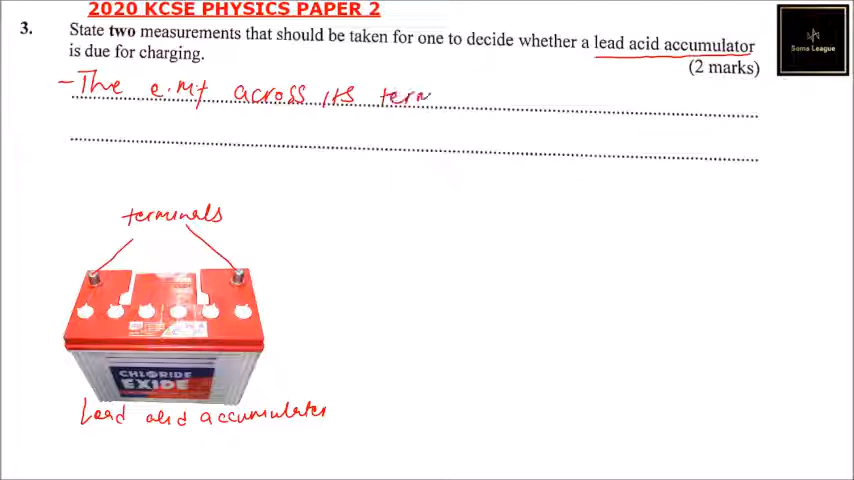 2020 KCSE PHYSICS PAPER 2
3. State two measurements that should be taken for one to decide whether a lead acid accumulator
is due for charging.
(2 marks)
Soma League
-The e.mf across its term
terminals
CHLORIDE
EXIDE
Lead acid accumulator